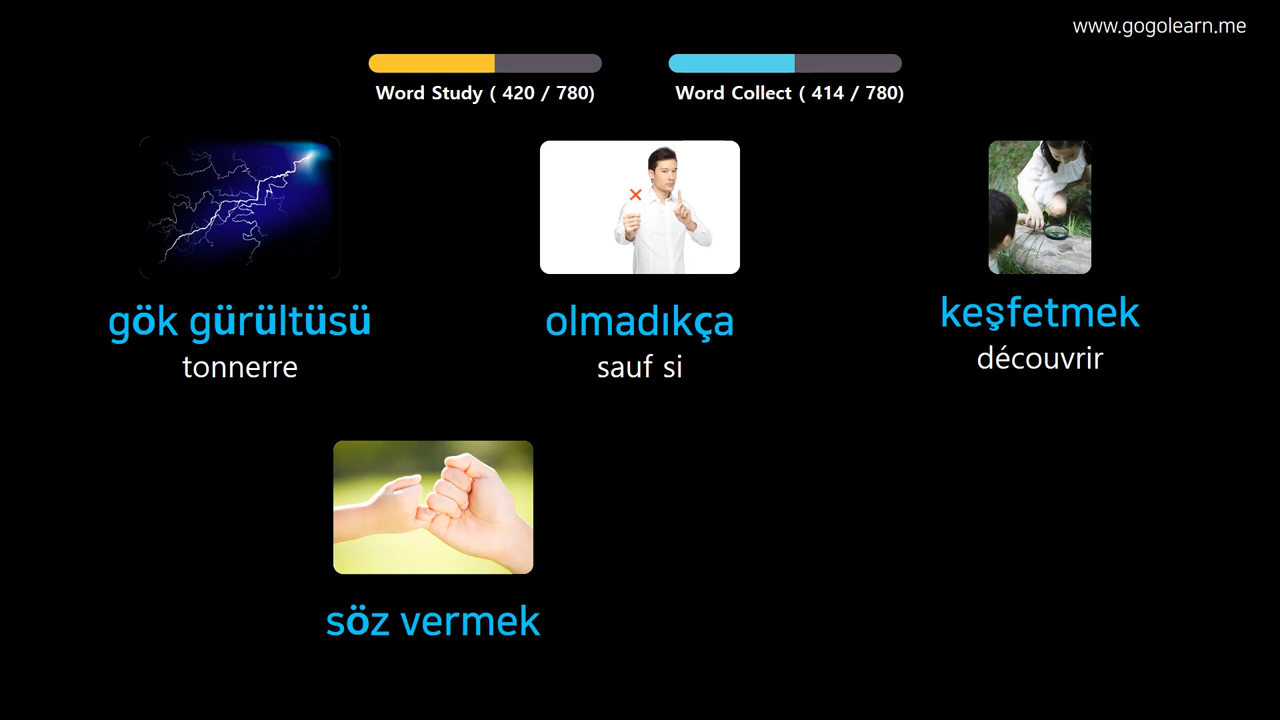 www.gogolearn.me
Word Study ( 420 / 780)
Word Collect ( 414 / 780)
gök gürültüsü
tonnerre
olmadıkça
sauf si
keşfetmek
découvrir
söz vermek